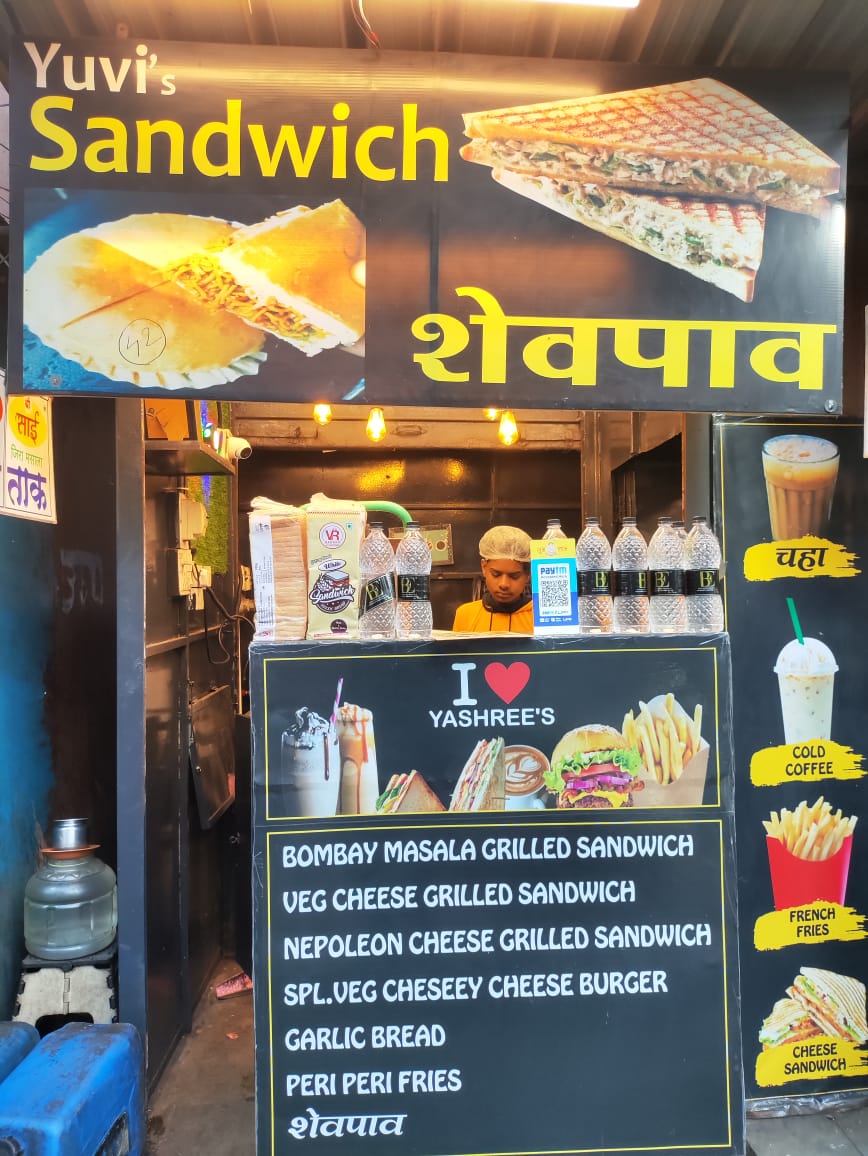 Yuvi's
Sandwich
42
शेवपाव
साई
जिरा मसाला
ताक
VR
White
Sandwich
B
B
paytm
B
B
B
चहा
I ❤
YASHREE'S
COLD
COFFEE
BOMBAY MASALA GRILLED SANDWICH
VEG CHEESE GRILLED SANDWICH
NEPOLEON CHEESE GRILLED SANDWICH
SPL.VEG CHESEEY CHEESE BURGER
GARLIC BREAD
PERI PERI FRIES
शेवपाव
FRENCH
FRIES
CHEESE
SANDWICH